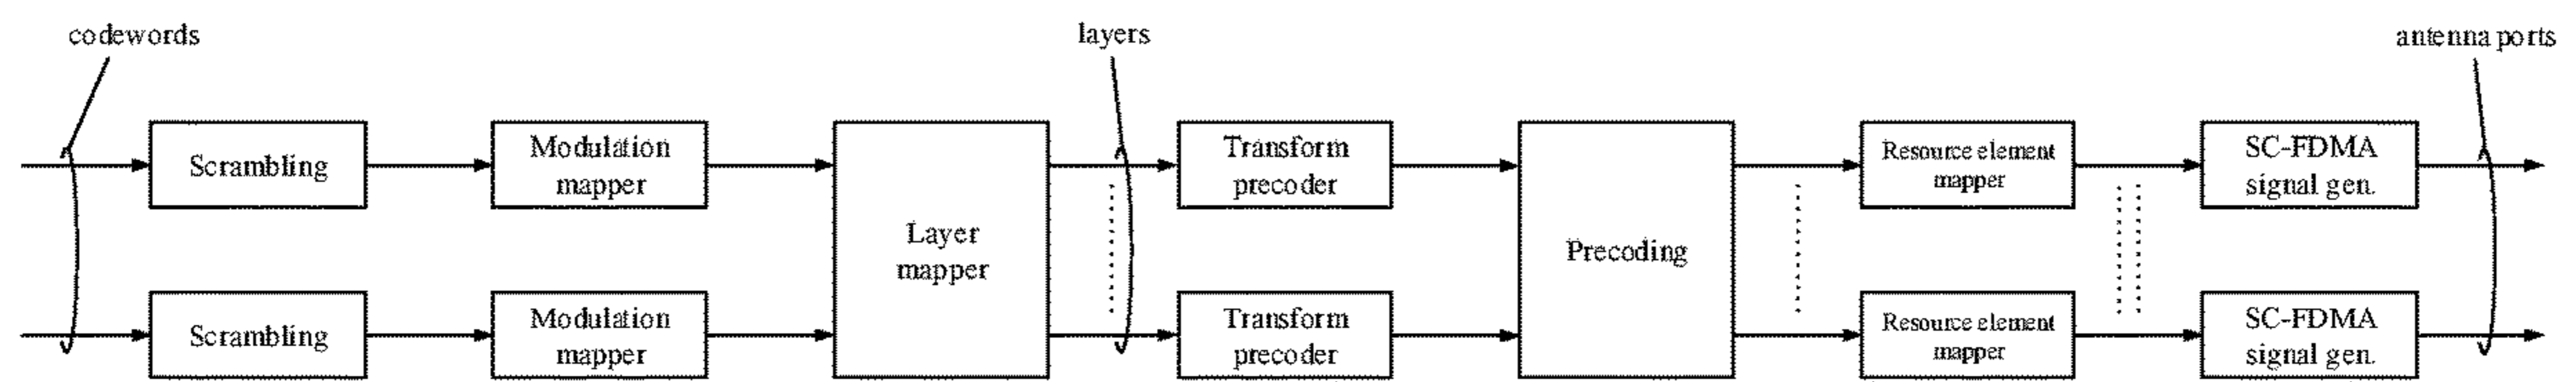 codewords
layers
antenna ports
Scrambling
Modulation
mapper
Layer
mapper
Transform
precoder
Precoding
Resource element
mapper
SC-FDMA
signal gen.
Scrambling
Modulation
mapper
Transform
precoder
Resource element
mapper
SC-FDMA
signal gen.